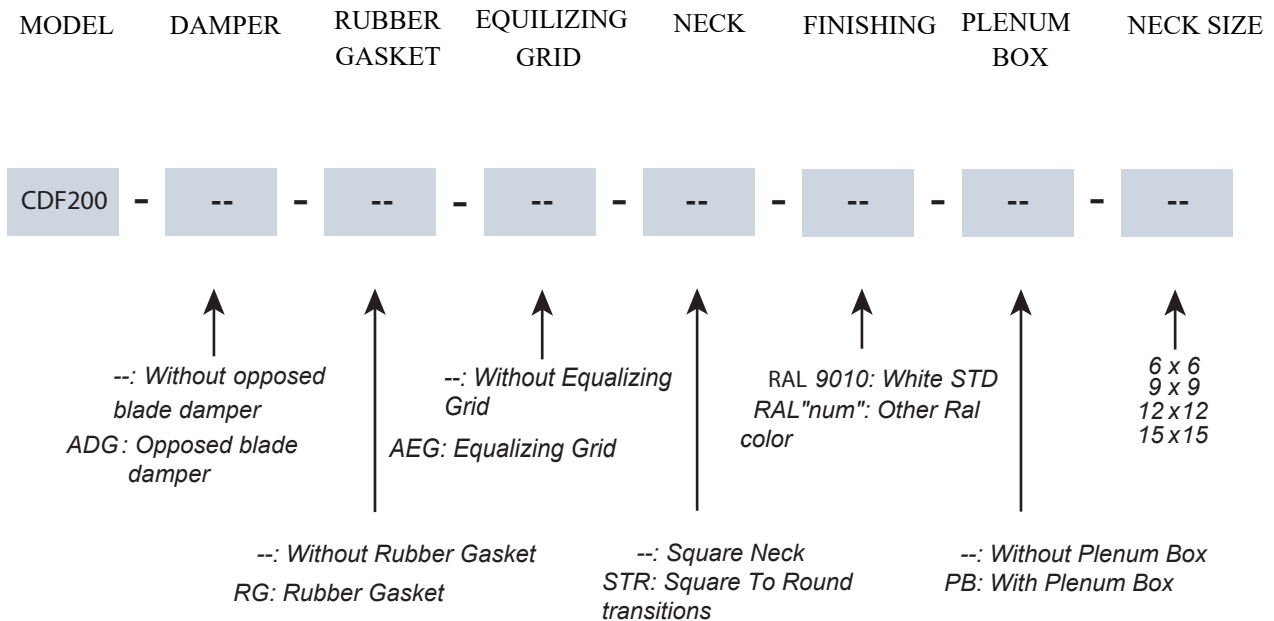 MODEL
DAMPER
RUBBER
GASKET
EQUILIZING
GRID
NECK
FINISHING
PLENUM
BOX
NECK SIZE
CDF200 - -- - -- - -- - -- - -- - -- - --
--: Without opposed
blade damper
ADG: Opposed blade
damper
--: Without Equalizing
Grid
AEG: Equalizing Grid
RAL 9010: White STD
RAL"num": Other Ral
color
6 x 6
9 x 9
12 x 12
15 x 15
--: Without Rubber Gasket
RG: Rubber Gasket
--: Square Neck
STR: Square To Round
transitions
--: Without Plenum Box
PB: With Plenum Box